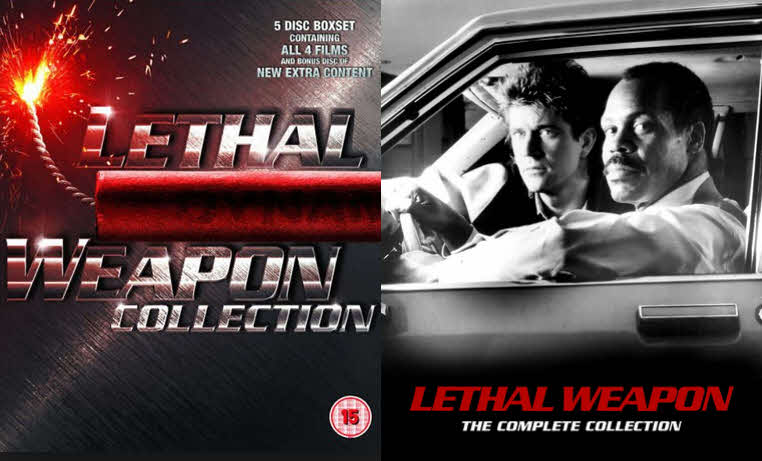 5 DISC BOXSET
CONTAINING
ALL 4 FILMS
AND BONUS DISC OF
NEW EXTRA CONTENT
LETHAL
WEAPON
COLLECTION
15
LETHAL WEAPON
THE COMPLETE COLLECTION